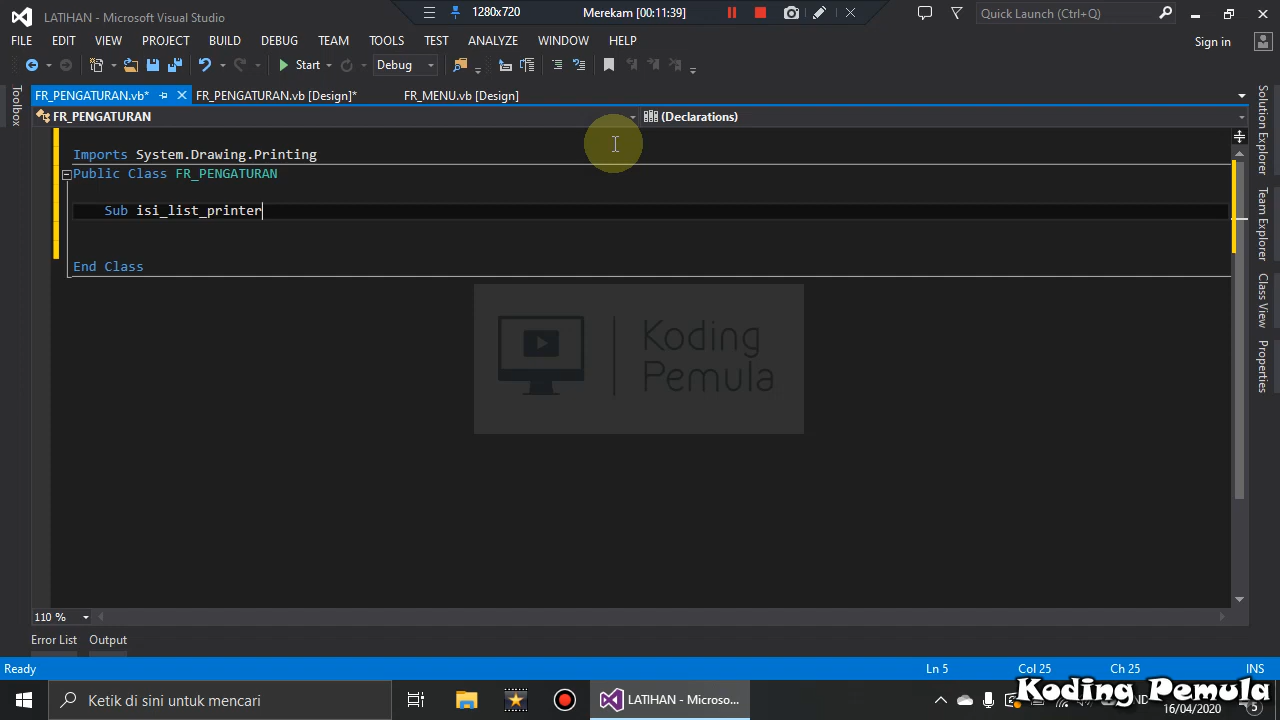 LATIHAN - Microsoft Visual Studio
1280x720
Merekam [00:11:39]
Quick Launch (Ctrl+Q)
FILE EDIT VIEW PROJECT BUILD DEBUG TEAM TOOLS TEST ANALYZE WINDOW HELP
Sign in
Start
Debug
FR_PENGATURAN.vb*
FR_PENGATURAN.vb [Design]*
FR_MENU.vb [Design]
Toolbox
FR_PENGATURAN
(Declarations)
Imports System.Drawing.Printing
Public Class FR_PENGATURAN
Sub isi_list_printer
End Class
Koding
Pemula
Solution Explorer
Team Explorer
Class View
Properties
110 %
Error List
Output
Ready
Ln 5
Col 25
Ch 25
INS
Ketik di sini untuk mencari
LATIHAN - Microso...
Koding Pemula
16/04/2020
5